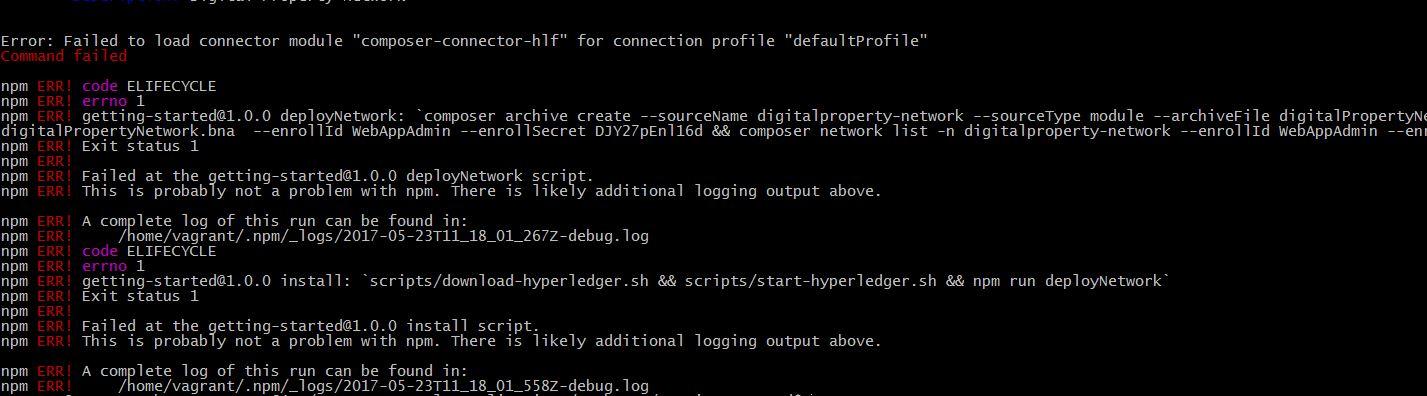 Description: Digital Property Network
Error: Failed to load connector module "composer-connector-hlf" for connection profile "defaultProfile"
Command failed
npm ERR! code ELIFECYCLE
npm ERR! errno 1
npm ERR! getting-started@1.0.0 deployNetwork: `composer archive create --sourceName digitalproperty-network --sourceType module --archiveFile digitalPropertyNe
digitalPropertyNetwork.bna  --enrollId WebAppAdmin --enrollSecret DJY27pEnl16d && composer network list -n digitalproperty-network --enrollId WebAppAdmin --enr
npm ERR! Exit status 1
npm ERR!
npm ERR! Failed at the getting-started@1.0.0 deployNetwork script.
npm ERR! This is probably not a problem with npm. There is likely additional logging output above.
npm ERR! A complete log of this run can be found in:
npm ERR!     /home/vagrant/.npm/_logs/2017-05-23T11_18_01_267Z-debug.log
npm ERR! code ELIFECYCLE
npm ERR! errno 1
npm ERR! getting-started@1.0.0 install: `scripts/download-hyperledger.sh && scripts/start-hyperledger.sh && npm run deployNetwork`
npm ERR! Exit status 1
npm ERR!
npm ERR! Failed at the getting-started@1.0.0 install script.
npm ERR! This is probably not a problem with npm. There is likely additional logging output above.
npm ERR! A complete log of this run can be found in:
npm ERR!     /home/vagrant/.npm/_logs/2017-05-23T11_18_01_558Z-debug.log